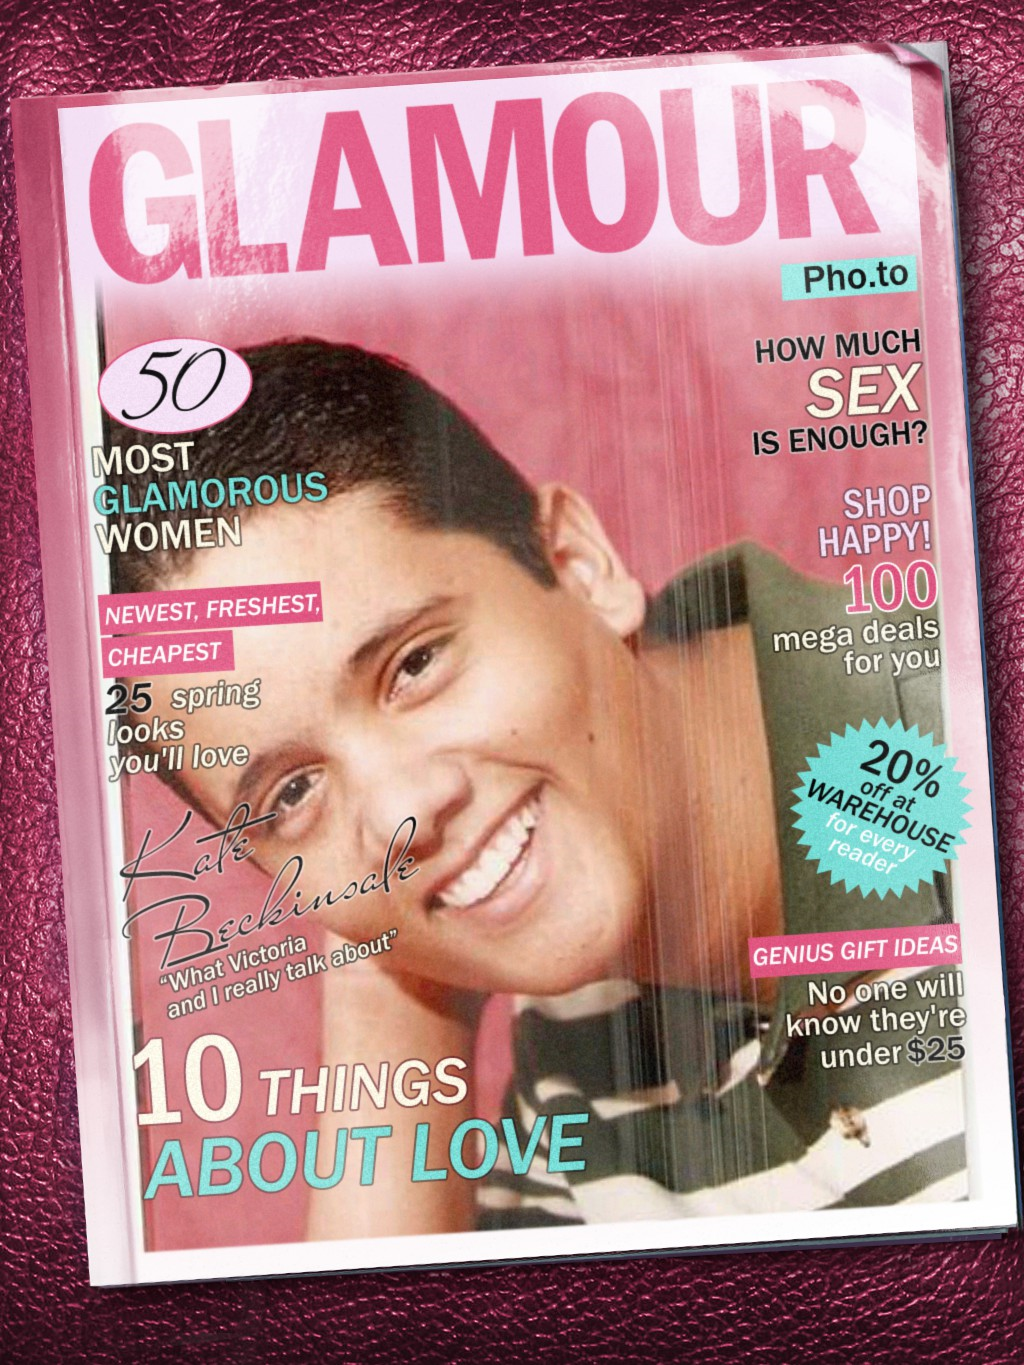 GLAMOUR
Pho.to
50
MOST
GLAMOROUS
WOMEN
NEWEST, FRESHEST,
CHEAPEST
25 spring
looks
you'll love
Kate
Beckinsale
“What Victoria
and I really talk about”
10 THINGS
ABOUT LOVE
HOW MUCH
SEX
IS ENOUGH?
SHOP
HAPPY!
100
mega deals
for you
20%
off at
WAREHOUSE
for every
reader
GENIUS GIFT IDEAS
No one will
know they're
under $25